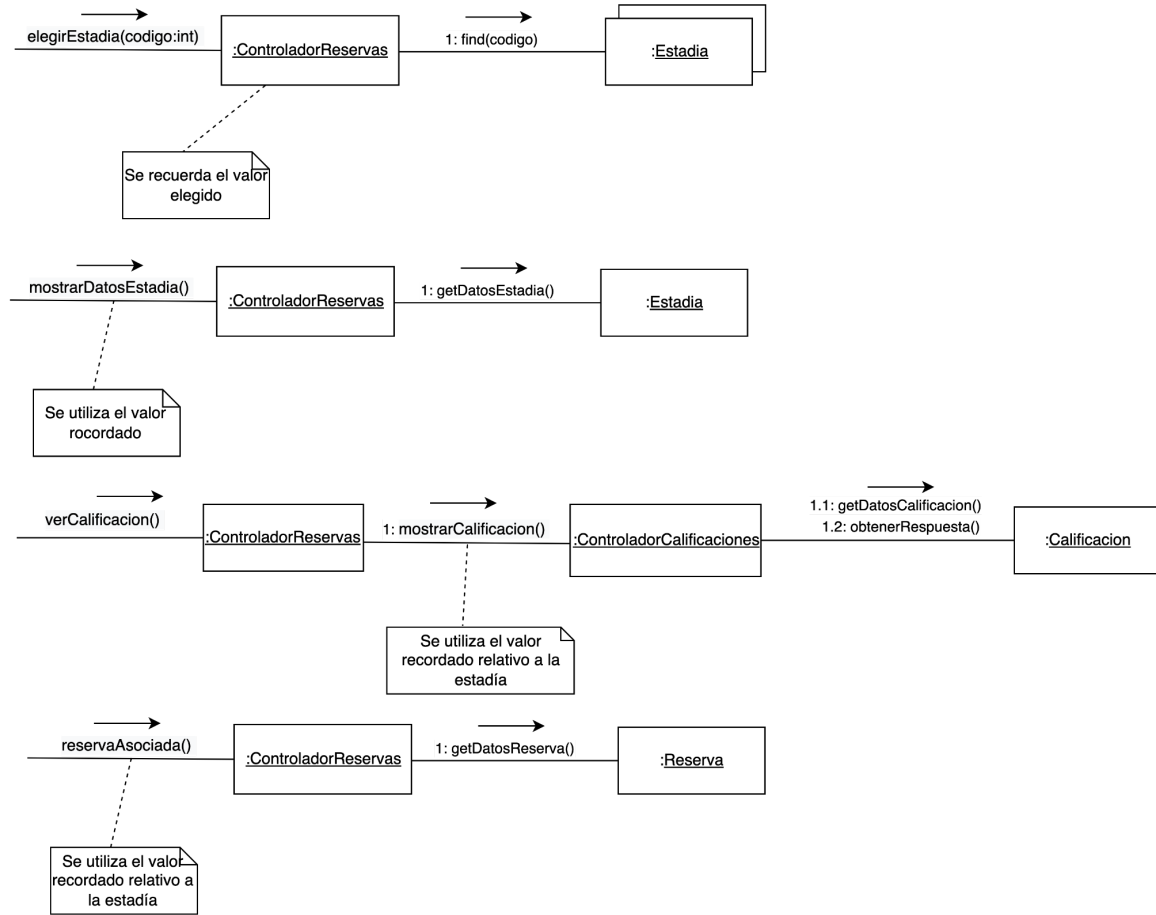 elegirEstadia(codigo:int)
:ControladorReservas
1: find(codigo)
:Estadia
Se recuerda el valor
elegido
mostrarDatosEstadia()
:ControladorReservas
1: getDatosEstadia()
:Estadia
Se utiliza el valor
rocordado
verCalificacion()
:ControladorReservas
1: mostrarCalificacion()
:ControladorCalificaciones
1.1: getDatosCalificacion()
1.2: obtenerRespuesta()
:Calificacion
Se utiliza el valor
recordado relativo a la
estadía
reservaAsociada()
:ControladorReservas
1: getDatosReserva()
:Reserva
Se utiliza el valor
recordado relativo a
la estadía